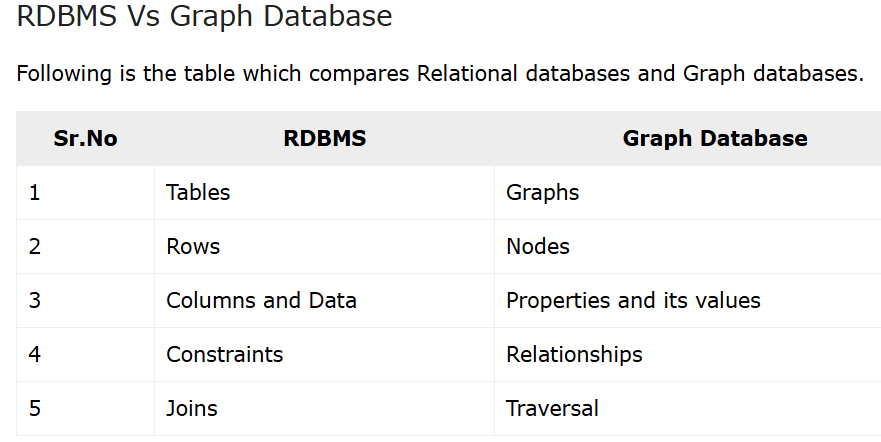 RDBMS Vs Graph Database
Following is the table which compares Relational databases and Graph databases.
Sr.No RDBMS Graph Database
1 Tables Graphs
2 Rows Nodes
3 Columns and Data Properties and its values
4 Constraints Relationships
5 Joins Traversal